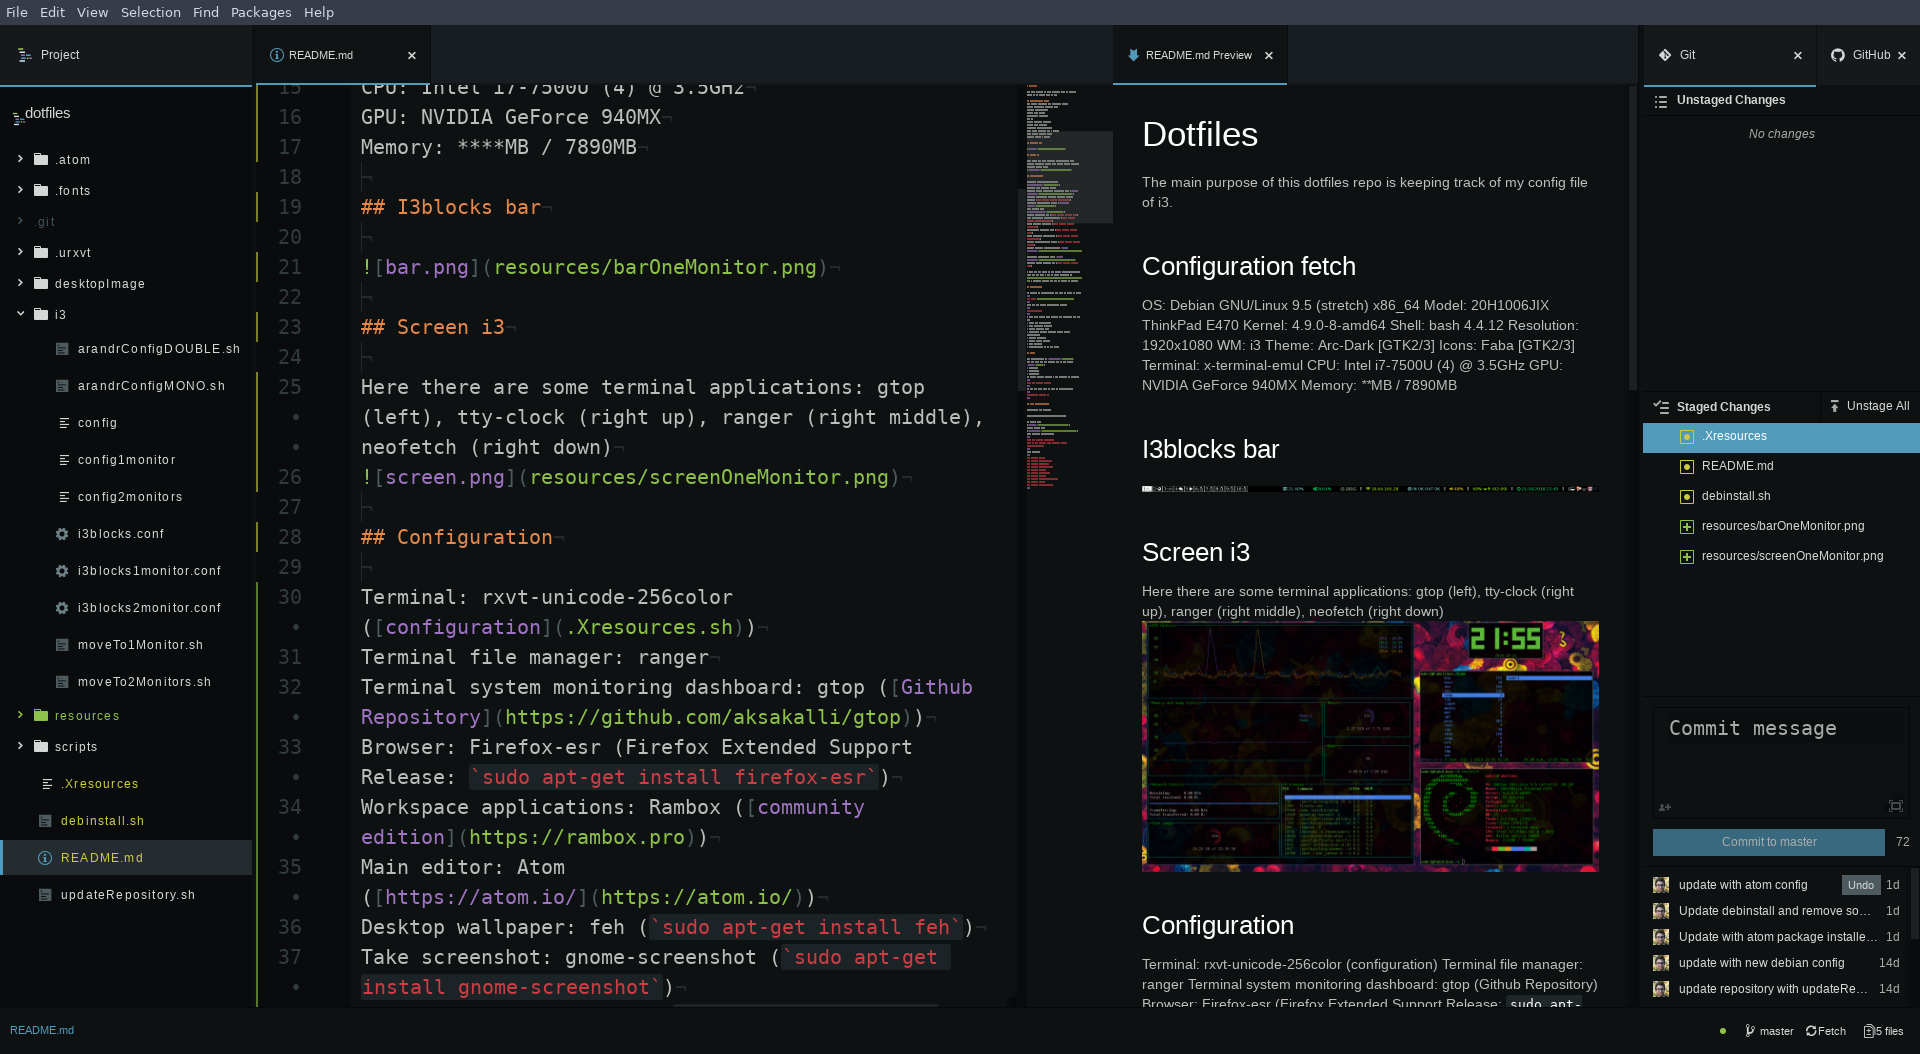 File Edit View Selection Find Packages Help
Project
README.md
README.md Preview
Git
GitHub
dotfiles
.atom
.fonts
.git
.urxvt
desktopImage
i3
arandrConfigDOUBLE.sh
arandrConfigMONO.sh
config
config1monitor
config2monitors
i3blocks.conf
i3blocks1monitor.conf
i3blocks2monitor.conf
moveTo1Monitor.sh
moveTo2Monitors.sh
resources
scripts
.Xresources
debinstall.sh
README.md
updateRepository.sh
15 CPU: Intel i7-7500U (4) @ 3.5GHz¬
16 GPU: NVIDIA GeForce 940MX¬
17 Memory: ****MB / 7890MB¬
18 ¬
19 ## I3blocks bar¬
20 ¬
21 ![bar.png](resources/barOneMonitor.png)¬
22 ¬
23 ## Screen i3¬
24 ¬
25 Here there are some terminal applications: gtop
• (left), tty-clock (right up), ranger (right middle),
• neofetch (right down)¬
26 ![screen.png](resources/screenOneMonitor.png)¬
27 ¬
28 ## Configuration¬
29 ¬
30 Terminal: rxvt-unicode-256color
• ([configuration](.Xresources.sh))¬
31 Terminal file manager: ranger¬
32 Terminal system monitoring dashboard: gtop ([Github
• Repository](https://github.com/aksakalli/gtop))¬
33 Browser: Firefox-esr (Firefox Extended Support
• Release: `sudo apt-get install firefox-esr`)¬
34 Workspace applications: Rambox ([community
• edition](https://rambox.pro))¬
35 Main editor: Atom
• ([https://atom.io/](https://atom.io/))¬
36 Desktop wallpaper: feh (`sudo apt-get install feh`)¬
37 Take screenshot: gnome-screenshot (`sudo apt-get
• install gnome-screenshot`)¬
Dotfiles
The main purpose of this dotfiles repo is keeping track of my config file
of i3.
Configuration fetch
OS: Debian GNU/Linux 9.5 (stretch) x86_64 Model: 20H1006JIX
ThinkPad E470 Kernel: 4.9.0-8-amd64 Shell: bash 4.4.12 Resolution:
1920x1080 WM: i3 Theme: Arc-Dark [GTK2/3] Icons: Faba [GTK2/3]
Terminal: x-terminal-emul CPU: Intel i7-7500U (4) @ 3.5GHz GPU:
NVIDIA GeForce 940MX Memory: **MB / 7890MB
I3blocks bar
Screen i3
Here there are some terminal applications: gtop (left), tty-clock (right
up), ranger (right middle), neofetch (right down)
21:55
Configuration
Terminal: rxvt-unicode-256color (configuration) Terminal file manager:
ranger Terminal system monitoring dashboard: gtop (Github Repository)
Browser: Firefox-esr (Firefox Extended Support Release: sudo apt-
Unstaged Changes
No changes
Staged Changes
Unstage All
.Xresources
README.md
debinstall.sh
resources/barOneMonitor.png
resources/screenOneMonitor.png
Commit message
Commit to master 72
update with atom config Undo 1d
Update debinstall and remove so... 1d
Update with atom package installe... 1d
update with new debian config 14d
update repository with updateRe... 14d
README.md
master Fetch 5 files